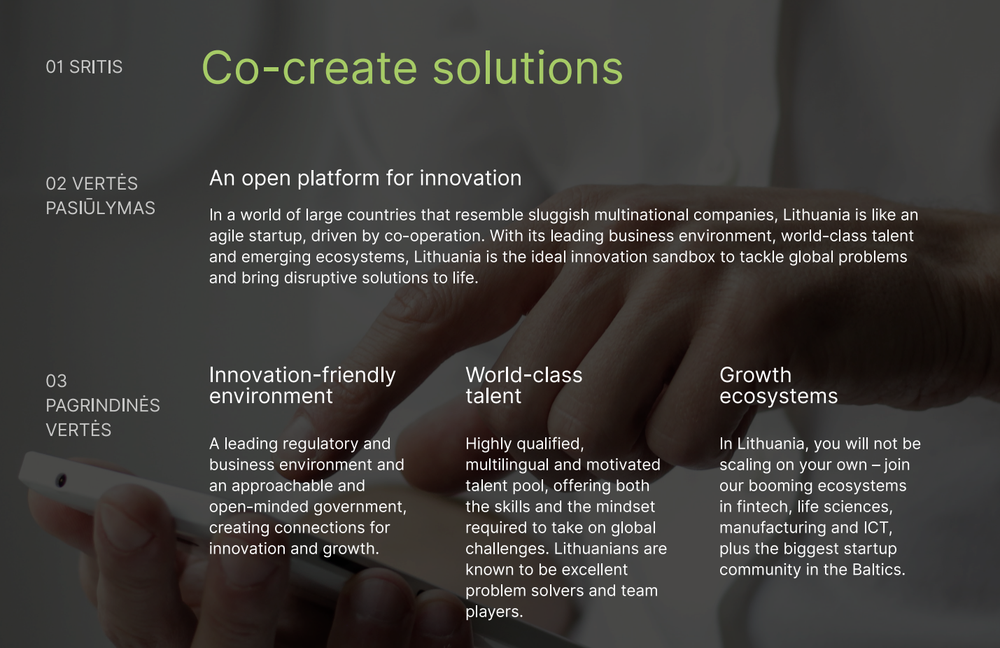 01 SRITIS
Co-create solutions
02 VERTĖS
PASIŪLYMAS
An open platform for innovation
In a world of large countries that resemble sluggish multinational companies, Lithuania is like an
agile startup, driven by co-operation. With its leading business environment, world-class talent
and emerging ecosystems, Lithuania is the ideal innovation sandbox to tackle global problems
and bring disruptive solutions to life.
03
PAGRINDINĖS
VERTĖS
Innovation-friendly
environment
A leading regulatory and
business environment and
an approachable and
open-minded government,
creating connections for
innovation and growth.
World-class
talent
Highly qualified,
multilingual and motivated
talent pool, offering both
the skills and the mindset
required to take on global
challenges. Lithuanians are
known to be excellent
problem solvers and team
players.
Growth
ecosystems
In Lithuania, you will not be
scaling on your own – join
our booming ecosystems
in fintech, life sciences,
manufacturing and ICT,
plus the biggest startup
community in the Baltics.